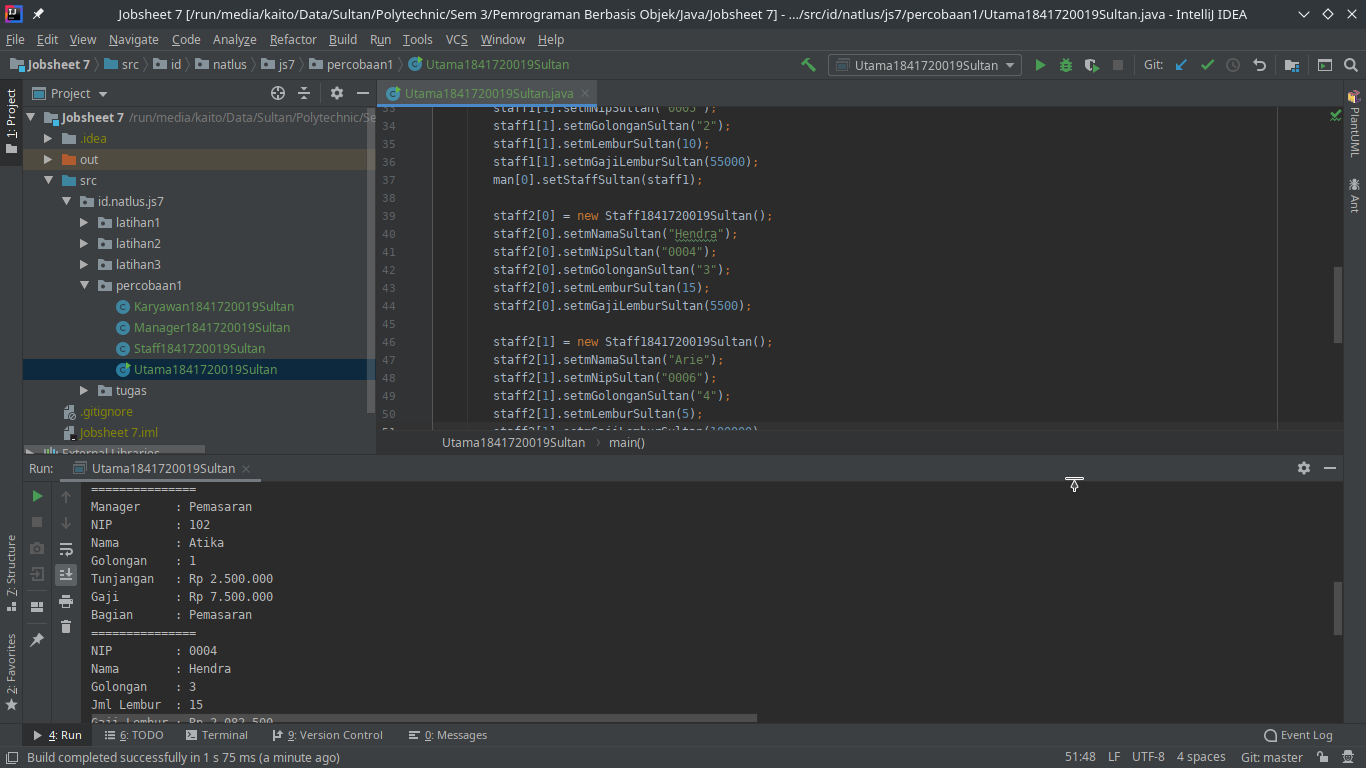 Jobsheet 7 [/run/media/kaito/Data/Sultan/Polytechnic/Sem 3/Pemrograman Berbasis Objek/Java/Jobsheet 7] - .../src/id/natlus/js7/percobaan1/Utama1841720019Sultan.java - IntelliJ IDEA
File Edit View Navigate Code Analyze Refactor Build Run Tools VCS Window Help
Jobsheet 7 src id natlus js7 percobaan1 Utama1841720019Sultan Utama1841720019Sultan Git:
1: Project
Project
Jobsheet 7 /run/media/kaito/Data/Sultan/Polytechnic/Se
.idea
out
src
id.natlus.js7
latihan1
latihan2
latihan3
percobaan1
Karyawan1841720019Sultan
Manager1841720019Sultan
Staff1841720019Sultan
Utama1841720019Sultan
tugas
.gitignore
Jobsheet 7.iml
External Libraries
Utama1841720019Sultan.java
33 staff1[1].setmNipSultan("0005");
34 staff1[1].setmGolonganSultan("2");
35 staff1[1].setmLemburSultan(10);
36 staff1[1].setmGajiLemburSultan(55000);
37 man[0].setStaffSultan(staff1);
38
39 staff2[0] = new Staff1841720019Sultan();
40 staff2[0].setmNamaSultan("Hendra");
41 staff2[0].setmNipSultan("0004");
42 staff2[0].setmGolonganSultan("3");
43 staff2[0].setmLemburSultan(15);
44 staff2[0].setmGajiLemburSultan(5500);
45
46 staff2[1] = new Staff1841720019Sultan();
47 staff2[1].setmNamaSultan("Arie");
48 staff2[1].setmNipSultan("0006");
49 staff2[1].setmGolonganSultan("4");
50 staff2[1].setmLemburSultan(5);
51
Utama1841720019Sultan main()
PlantUML
Ant
Run: Utama1841720019Sultan
===============
Manager : Pemasaran
NIP : 102
Nama : Atika
Golongan : 1
Tunjangan : Rp 2.500.000
Gaji : Rp 7.500.000
Bagian : Pemasaran
===============
NIP : 0004
Nama : Hendra
Golongan : 3
Jml Lembur : 15
Gaji Lembur : Rp 2.082.500
7: Structure
2: Favorites
4: Run 6: TODO Terminal 9: Version Control 0: Messages Event Log
Build completed successfully in 1 s 75 ms (a minute ago) 51:48 LF UTF-8 4 spaces Git: master